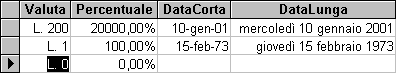 Valuta Percentuale DataCorta DataLunga
L. 200 20000,00% 10-gen-01 mercoledì 10 gennaio 2001
L. 1 100,00% 15-feb-73 giovedì 15 febbraio 1973
L. 0 0,00%